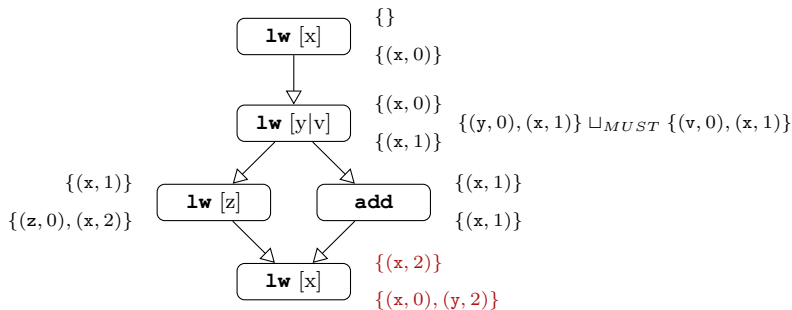 lw [x]
{}
{(x, 0)}
lw [y|v]
{(x, 0)}
{(x, 1)}
{(y, 0), (x, 1)} ⊔MUST {(v, 0), (x, 1)}
{(x, 1)}
{(z, 0), (x, 2)}
lw [z]
add
{(x, 1)}
{(x, 1)}
lw [x]
{(x, 2)}
{(x, 0), (y, 2)}